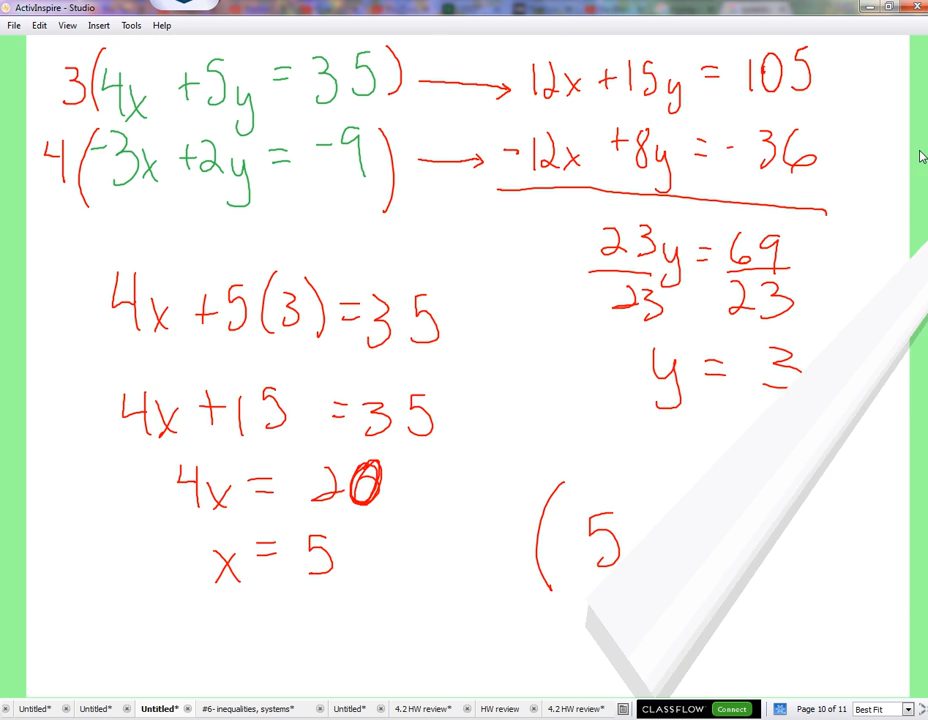 ActivInspire - Studio
File Edit View Insert Tools Help
3(4x +5y = 35) → 12x +15y = 105
4(-3x +2y = -9) → -12x +8y = -36
23y = 69
23 23
4x +5(3) =35
y = 3
4x +15 =35
4x = 20
x = 5
(5
Untitled* Untitled* Untitled* #6- inequalities, systems* Untitled* 4.2 HW review* HW review 4.2 HW review* CLASSFLOW Connect Page 10 of 11 Best Fit